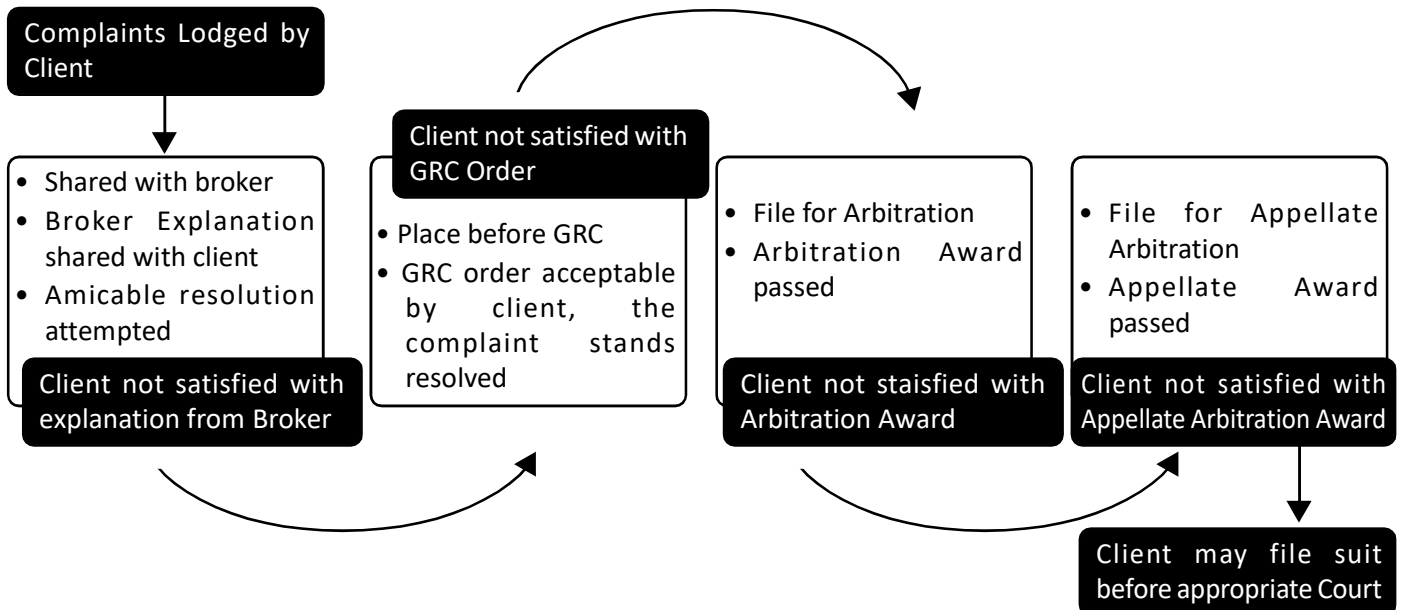 Complaints Lodged by
Client
• Shared with broker
• Broker Explanation
shared with client
• Amicable resolution
attempted
Client not satisfied with
explanation from Broker
Client not satisfied with
GRC Order
• Place before GRC
• GRC order acceptable
by client, the
complaint stands
resolved
• File for Arbitration
• Arbitration Award
passed
Client not staisfied with
Arbitration Award
• File for Appellate
Arbitration
• Appellate Award
passed
Client not satisfied with
Appellate Arbitration Award
Client may file suit
before appropriate Court